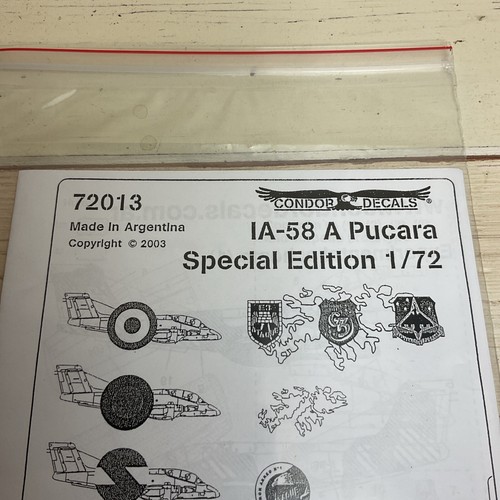 72013
CONDOR DECALS®
Made In Argentina
IA-58 A Pucara
Copyright © 2003
Special Edition 1/72